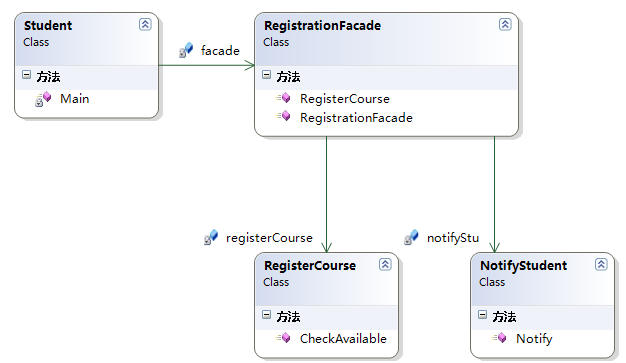 Student
Class
方法
Main
facade
RegistrationFacade
Class
方法
RegisterCourse
RegistrationFacade
registerCourse
notifyStu
RegisterCourse
Class
方法
CheckAvailable
NotifyStudent
Class
方法
Notify